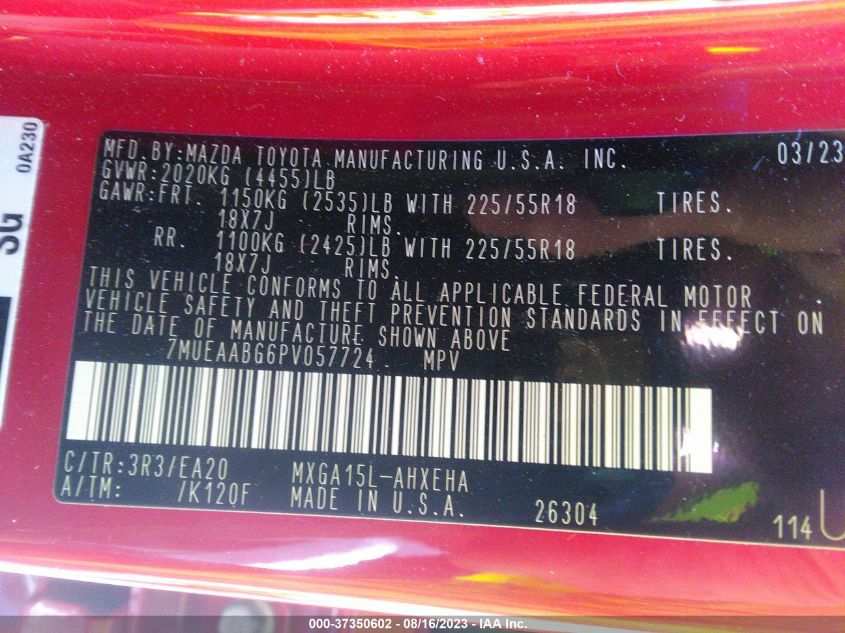 0A230
SG
MFD.BY:MAZDA TOYOTA MANUFACTURING U.S.A. INC. 03/23
GVWR:2020KG (4455)LB
GAWR:FRT. 1150KG (2535)LB WITH 225/55R18 TIRES.
18X7J RIMS.
RR. 1100KG (2425)LB WITH 225/55R18 TIRES.
18X7J RIMS.
THIS VEHICLE CONFORMS TO ALL APPLICABLE FEDERAL MOTOR
VEHICLE SAFETY AND THEFT PREVENTION STANDARDS IN EFFECT ON
THE DATE OF MANUFACTURE SHOWN ABOVE
7MUEAABG6PV057724 MPV
C/TR:3R3/EA20 MXGA15L-AHXEHA
A/TM: /K120F MADE IN U.S.A. 26304
114U
000-37350602 - 08/16/2023 - IAA Inc.